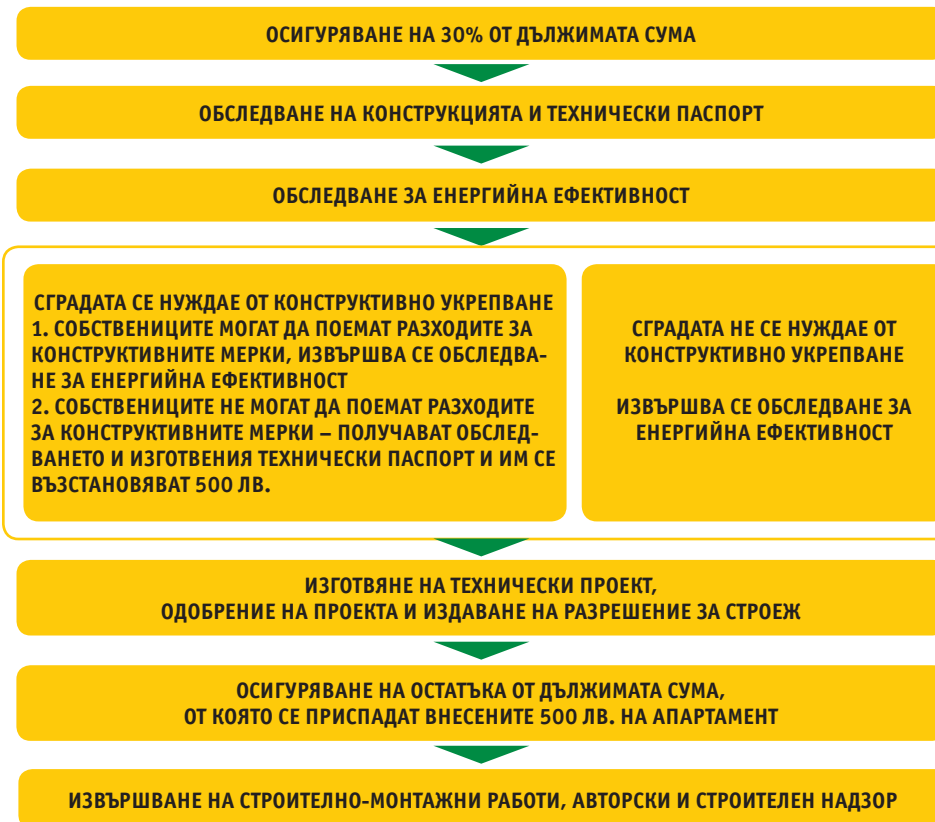 ОСИГУРЯВАНЕ НА 30% ОТ ДЪЛЖИМАТА СУМА
ОБСЛЕДВАНЕ НА КОНСТРУКЦИЯТА И ТЕХНИЧЕСКИ ПАСПОРТ
ОБСЛЕДВАНЕ ЗА ЕНЕРГИЙНА ЕФЕКТИВНОСТ
СГРАДАТА СЕ НУЖДАЕ ОТ КОНСТРУКТИВНО УКРЕПВАНЕ
1. СОБСТВЕНИЦИТЕ МОГАТ ДА ПОЕМАТ РАЗХОДИТЕ ЗА
КОНСТРУКТИВНИТЕ МЕРКИ, ИЗВЪРШВА СЕ ОБСЛЕДВА-
НЕ ЗА ЕНЕРГИЙНА ЕФЕКТИВНОСТ
2. СОБСТВЕНИЦИТЕ НЕ МОГАТ ДА ПОЕМАТ РАЗХОДИТЕ
ЗА КОНСТРУКТИВНИТЕ МЕРКИ – ПОЛУЧАВАТ ОБСЛЕД-
ВАНЕТО И ИЗГОТВЕНИЯ ТЕХНИЧЕСКИ ПАСПОРТ И ИМ СЕ
ВЪЗСТАНОВЯВАТ 500 ЛВ.
СГРАДАТА НЕ СЕ НУЖДАЕ ОТ
КОНСТРУКТИВНО УКРЕПВАНЕ
ИЗВЪРШВА СЕ ОБСЛЕДВАНЕ ЗА
ЕНЕРГИЙНА ЕФЕКТИВНОСТ
ИЗГОТВЯНЕ НА ТЕХНИЧЕСКИ ПРОЕКТ,
ОДОБРЕНИЕ НА ПРОЕКТА И ИЗДАВАНЕ НА РАЗРЕШЕНИЕ ЗА СТРОЕЖ
ОСИГУРЯВАНЕ НА ОСТАТЪКА ОТ ДЪЛЖИМАТА СУМА,
ОТ КОЯТО СЕ ПРИСПАДАТ ВНЕСЕНИТЕ 500 ЛВ. НА АПАРТАМЕНТ
ИЗВЪРШВАНЕ НА СТРОИТЕЛНО-МОНТАЖНИ РАБОТИ, АВТОРСКИ И СТРОИТЕЛЕН НАДЗОР